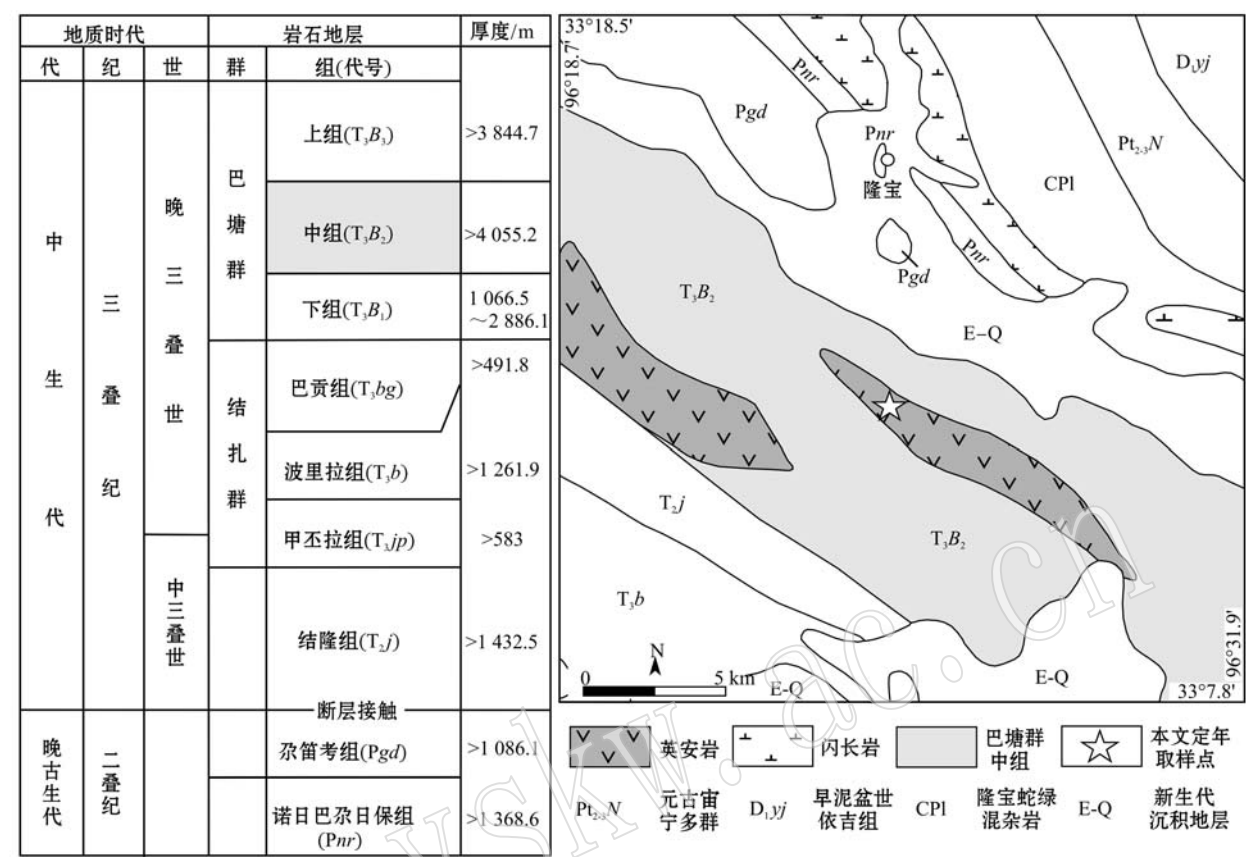 地质时代 岩石地层 厚度/m
代 纪 世 群 组(代号)
中生代
三叠纪
晚三叠世
中三叠世
巴塘群
结扎群
上组(T₃B₃) >3 844.7
中组(T₃B₂) >4 055.2
下组(T₃B₁) 1 066.5
～2 886.1
巴贡组(T₃bg) >491.8
波里拉组(T₃b) >1 261.9
甲丕拉组(T₃jp) >583
结隆组(T₂j) >1 432.5
断层接触
晚古生代
二叠纪
尕笛考组(Pgd) >1 086.1
诺日巴尕日保组
(Pnr)
>1 368.6
33°18.5'
96°18.7'
Pnr
D₁yj
Pgd
Pnr
Pt₂₋₃N
隆宝
CPl
Pnr
Pgd
T₃B₂
E–Q
T₂j
T₃B₂
T₃b
N
0 5 km
E-Q
E-Q
96°31.9'
33°7.8'
英安岩
闪长岩
巴塘群
中组
本文定年
取样点
Pt₂₋₃N 元古宙
宁多群
D₁yj 早泥盆世
依吉组
CPl 隆宝蛇绿
混杂岩
E-Q 新生代
沉积地层
yskw.ac.cn